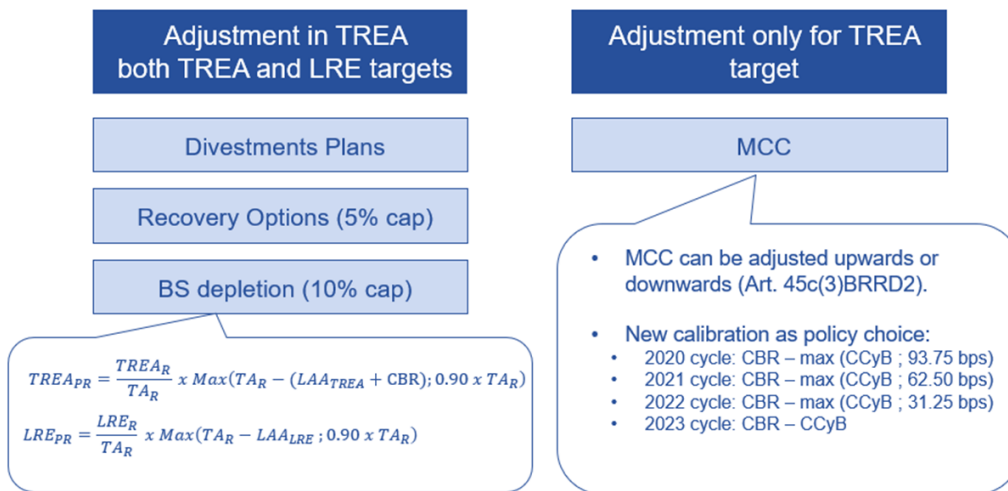 Adjustment in TREA
both TREA and LRE targets
Divestments Plans
Recovery Options (5% cap)
BS depletion (10% cap)
TREA_PR = TREA_R / TA_R x Max(TA_R − (LAA_TREA + CBR); 0.90 x TA_R)
LRE_PR = LRE_R / TA_R x Max(TA_R − LAA_LRE ; 0.90 x TA_R)
Adjustment only for TREA
target
MCC
• MCC can be adjusted upwards or
downwards (Art. 45c(3)BRRD2).
• New calibration as policy choice:
• 2020 cycle: CBR – max (CCyB ; 93.75 bps)
• 2021 cycle: CBR – max (CCyB ; 62.50 bps)
• 2022 cycle: CBR – max (CCyB ; 31.25 bps)
• 2023 cycle: CBR – CCyB